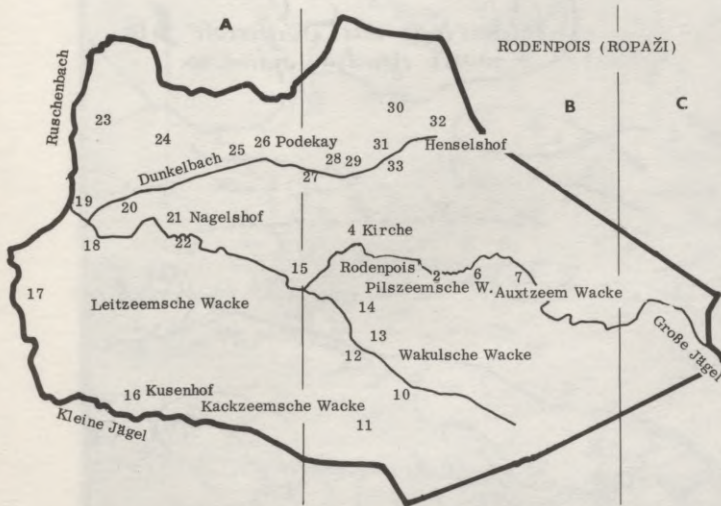 A
RODENPOIS (ROPAŽI)
B
C
Ruschenbach
23
24
30
32
25
26 Podekay
31
Henselshof
28
29
33
27
Dunkelbach
19
20
21 Nagelshof
18
22
4 Kirche
15
Rodenpois
2
6
7
Pilszeemsche W.
Auxtzeem Wacke
17
Leitzeemsche Wacke
14
Große Jägel
13
12
Wakulsche Wacke
16 Kusenhof
10
Kackzeemsche Wacke
11
Kleine Jägel